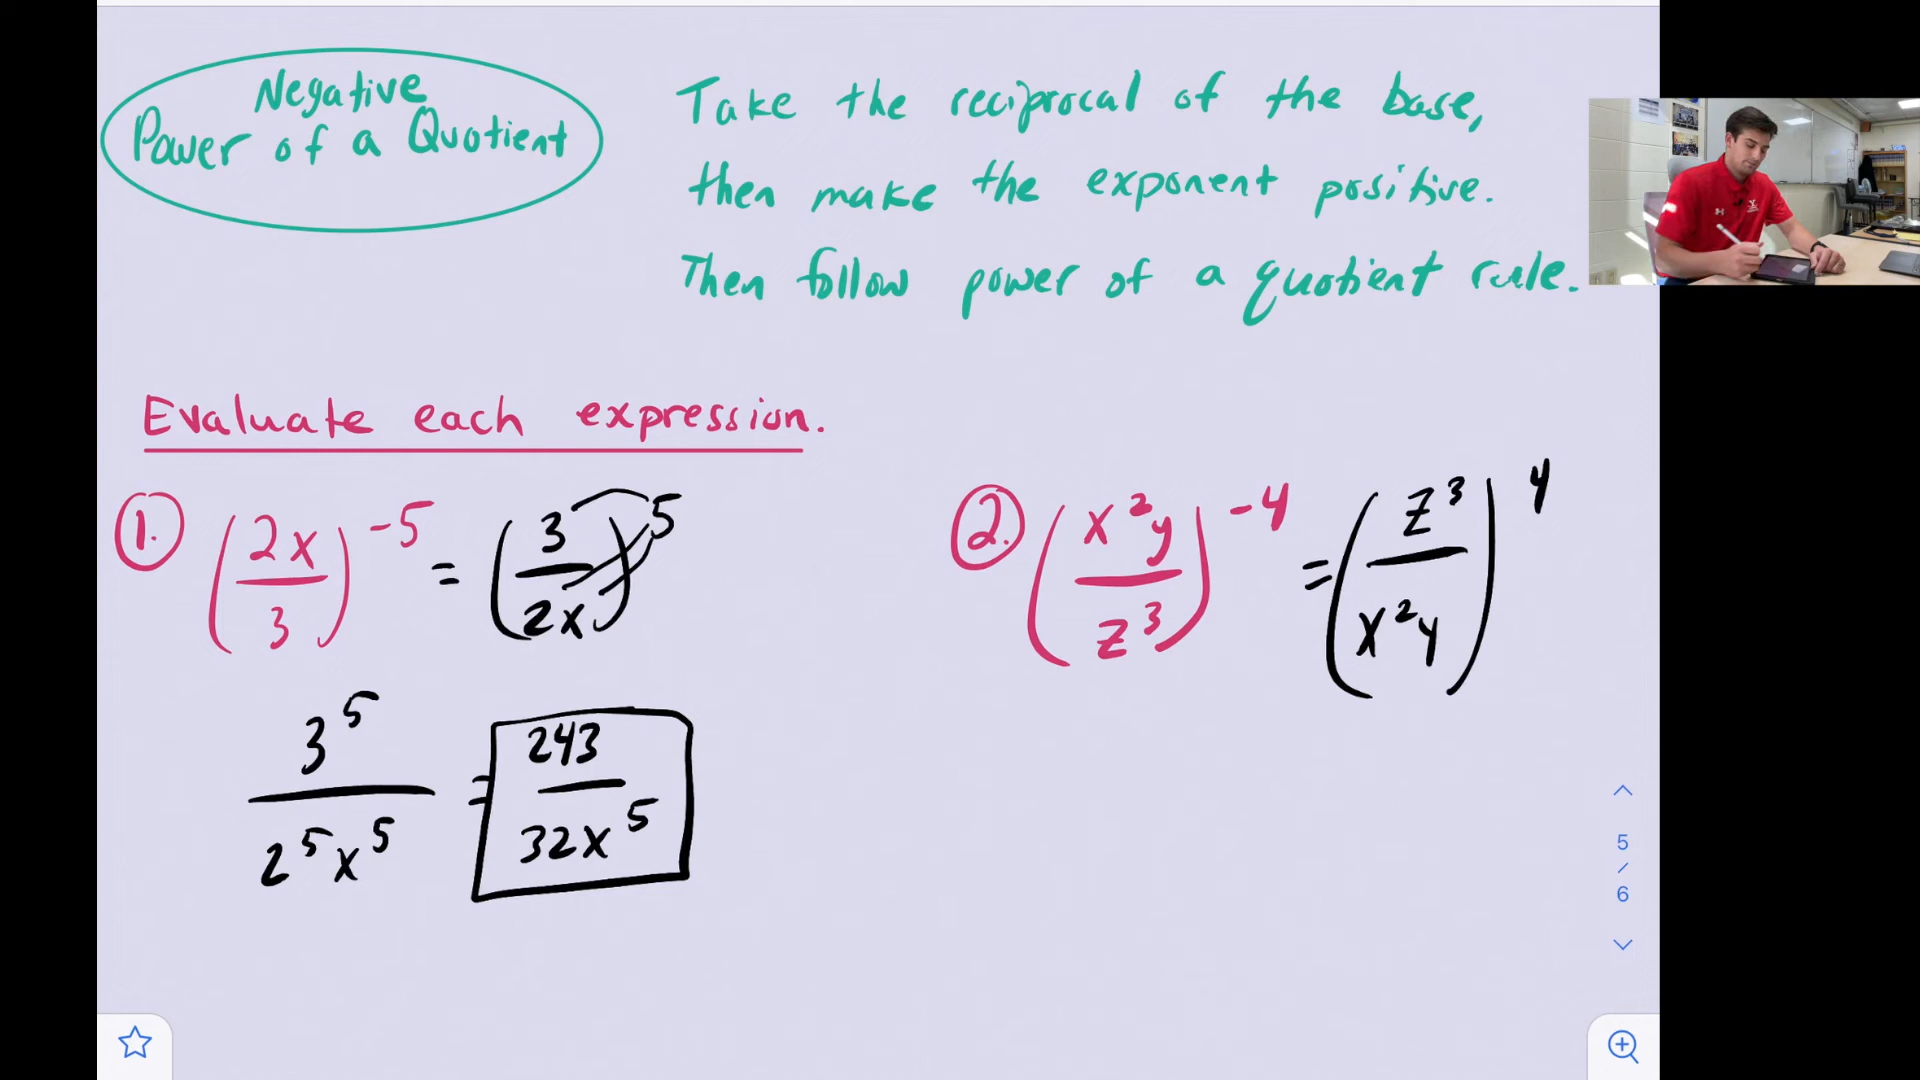 Negative
Power of a Quotient
Take the reciprocal of the base,
then make the exponent positive.
Then follow power of a quotient rule.
Evaluate each expression.
1. (2x/3)^-5 = (3/2x)^5
3^5/2^5x^5 = 243/32x^5
2. (x^2y/z^3)^-4 = (z^3/x^2y)^4
5
/
6